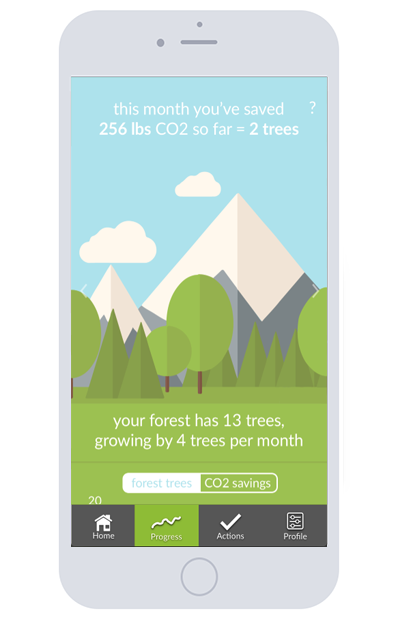 this month you've saved ?
256 lbs CO2 so far = 2 trees
your forest has 13 trees,
growing by 4 trees per month
forest trees CO2 savings
20
Home Progress Actions Profile